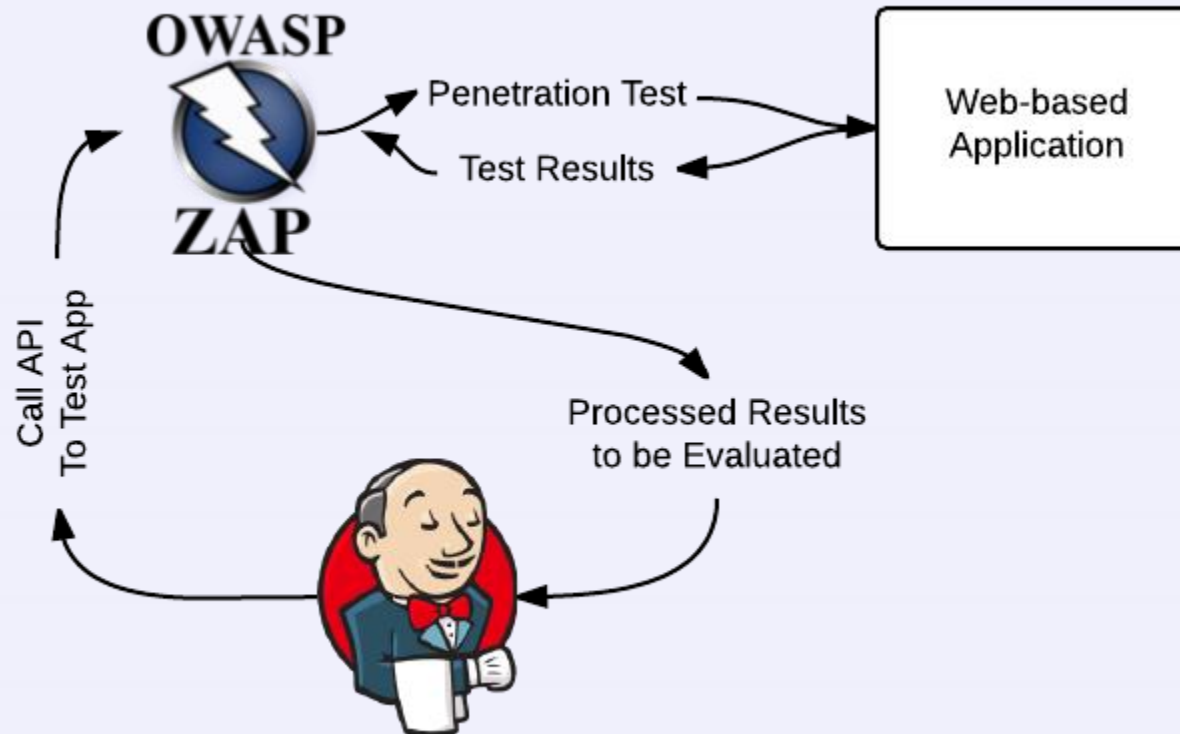 OWASP
ZAP
Penetration Test
Test Results
Web-based
Application
Call API
To Test App
Processed Results
to be Evaluated